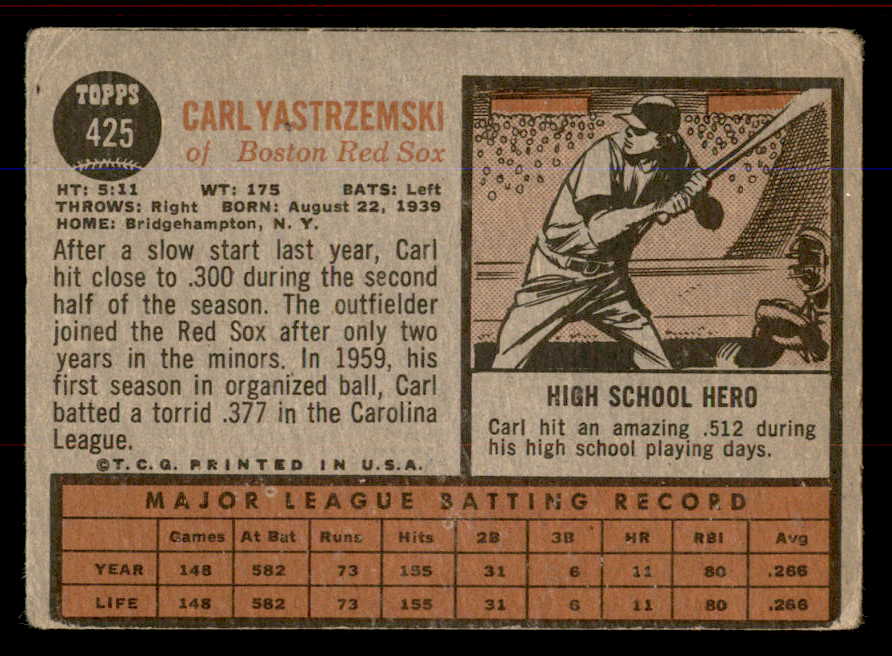 TOPPS
425
CARL YASTRZEMSKI
of Boston Red Sox
HT: 5:11 WT: 175 BATS: Left
THROWS: Right BORN: August 22, 1939
HOME: Bridgehampton, N. Y.
After a slow start last year, Carl
hit close to .300 during the second
half of the season. The outfielder
joined the Red Sox after only two
years in the minors. In 1959, his
first season in organized ball, Carl
batted a torrid .377 in the Carolina
League.
©T.C.G. PRINTED IN U.S.A.
HIGH SCHOOL HERO
Carl hit an amazing .512 during
his high school playing days.
MAJOR LEAGUE BATTING RECORD
Games At Bat Runs Hits 2B 3B HR RBI Avg
YEAR 148 582 73 155 31 6 11 80 .266
LIFE 148 582 73 155 31 6 11 80 .266